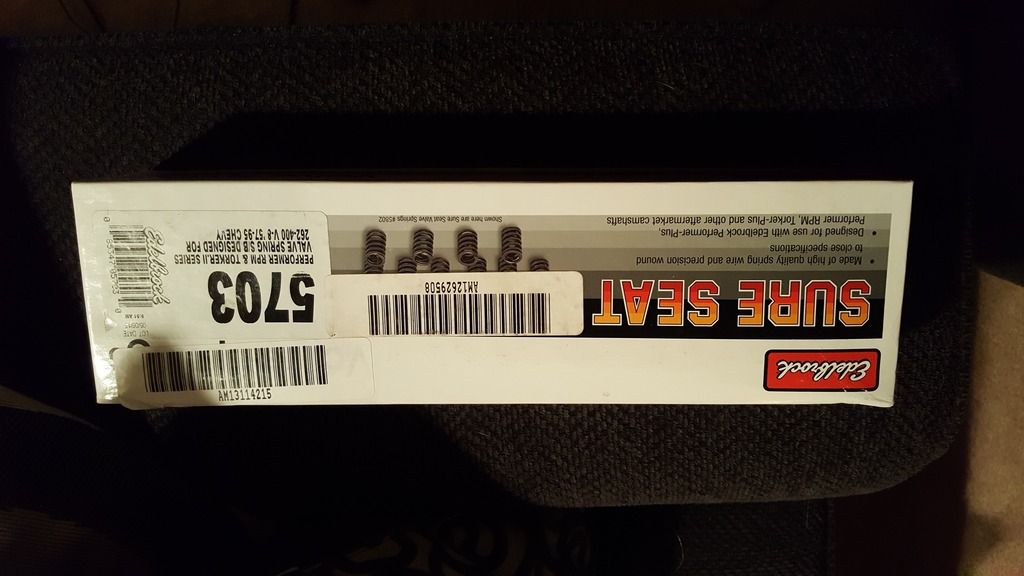 Edelbrock
SURE SEAT
• Made of high quality spring wire and precision wound
to close specifications
• Designed for use with Edelbrock Performer-Plus,
Performer RPM, Torker-Plus and other aftermarket camshafts
Shown here are Sure Seat Valve Springs #5802
AM12629508
AM13114215
LOT DATE
5703
PERFORMER RPM & TORKER.II SERIES
VALVE SPRING S.B DESIGNED FOR
262-400 V-8 '57-95 CHEVY
Edelbrock